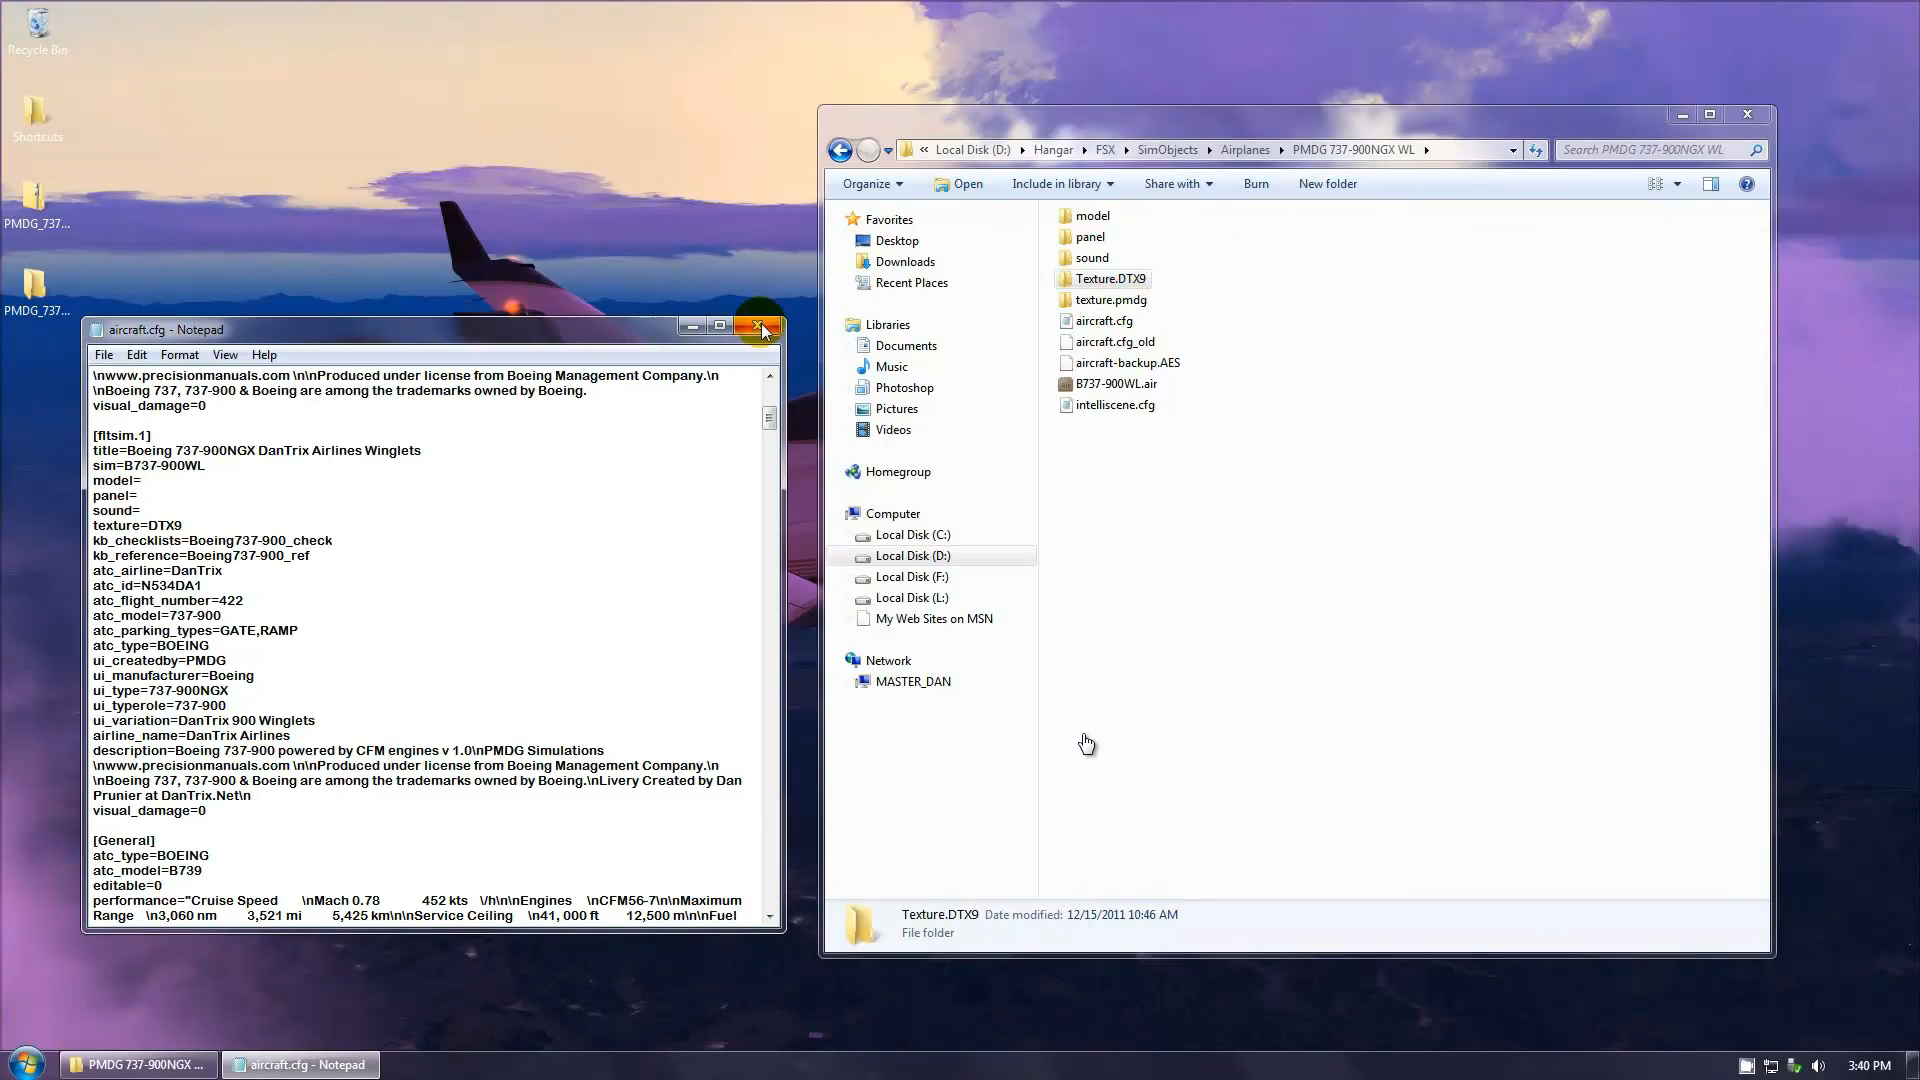 Recycle Bin
Shortcuts
PMDG_737...
PMDG_737...
aircraft.cfg - Notepad
File Edit Format View Help
\nwww.precisionmanuals.com \n\nProduced under license from Boeing Management Company.\n
\nBoeing 737, 737-900 & Boeing are among the trademarks owned by Boeing.
visual_damage=0
[fltsim.1]
title=Boeing 737-900NGX DanTrix Airlines Winglets
sim=B737-900WL
model=
panel=
sound=
texture=DTX9
kb_checklists=Boeing737-900_check
kb_reference=Boeing737-900_ref
atc_airline=DanTrix
atc_id=N534DA1
atc_flight_number=422
atc_model=737-900
atc_parking_types=GATE,RAMP
atc_type=BOEING
ui_createdby=PMDG
ui_manufacturer=Boeing
ui_type=737-900NGX
ui_typerole=737-900
ui_variation=DanTrix 900 Winglets
airline_name=DanTrix Airlines
description=Boeing 737-900 powered by CFM engines v 1.0\nPMDG Simulations
\nwww.precisionmanuals.com \n\nProduced under license from Boeing Management Company.\n
\nBoeing 737, 737-900 & Boeing are among the trademarks owned by Boeing.\nLivery Created by Dan
Prunier at DanTrix.Net\n
visual_damage=0
[General]
atc_type=BOEING
atc_model=B739
editable=0
performance="Cruise Speed \nMach 0.78 452 kts \/h\n\nEngines \nCFM56-7\n\nMaximum
Range \n3,060 nm 3,521 mi 5,425 km\n\nService Ceiling \n41, 000 ft 12,500 m\n\nFuel
« Local Disk (D:) Hangar FSX SimObjects Airplanes PMDG 737-900NGX WL
Search PMDG 737-900NGX WL
Organize Open Include in library Share with Burn New folder
Favorites
Desktop
Downloads
Recent Places
Libraries
Documents
Music
Photoshop
Pictures
Videos
Homegroup
Computer
Local Disk (C:)
Local Disk (D:)
Local Disk (F:)
Local Disk (L:)
My Web Sites on MSN
Network
MASTER_DAN
model
panel
sound
Texture.DTX9
texture.pmdg
aircraft.cfg
aircraft.cfg_old
aircraft-backup.AES
B737-900WL.air
intelliscene.cfg
Texture.DTX9 Date modified: 12/15/2011 10:46 AM
File folder
PMDG 737-900NGX ...
aircraft.cfg - Notepad
3:40 PM